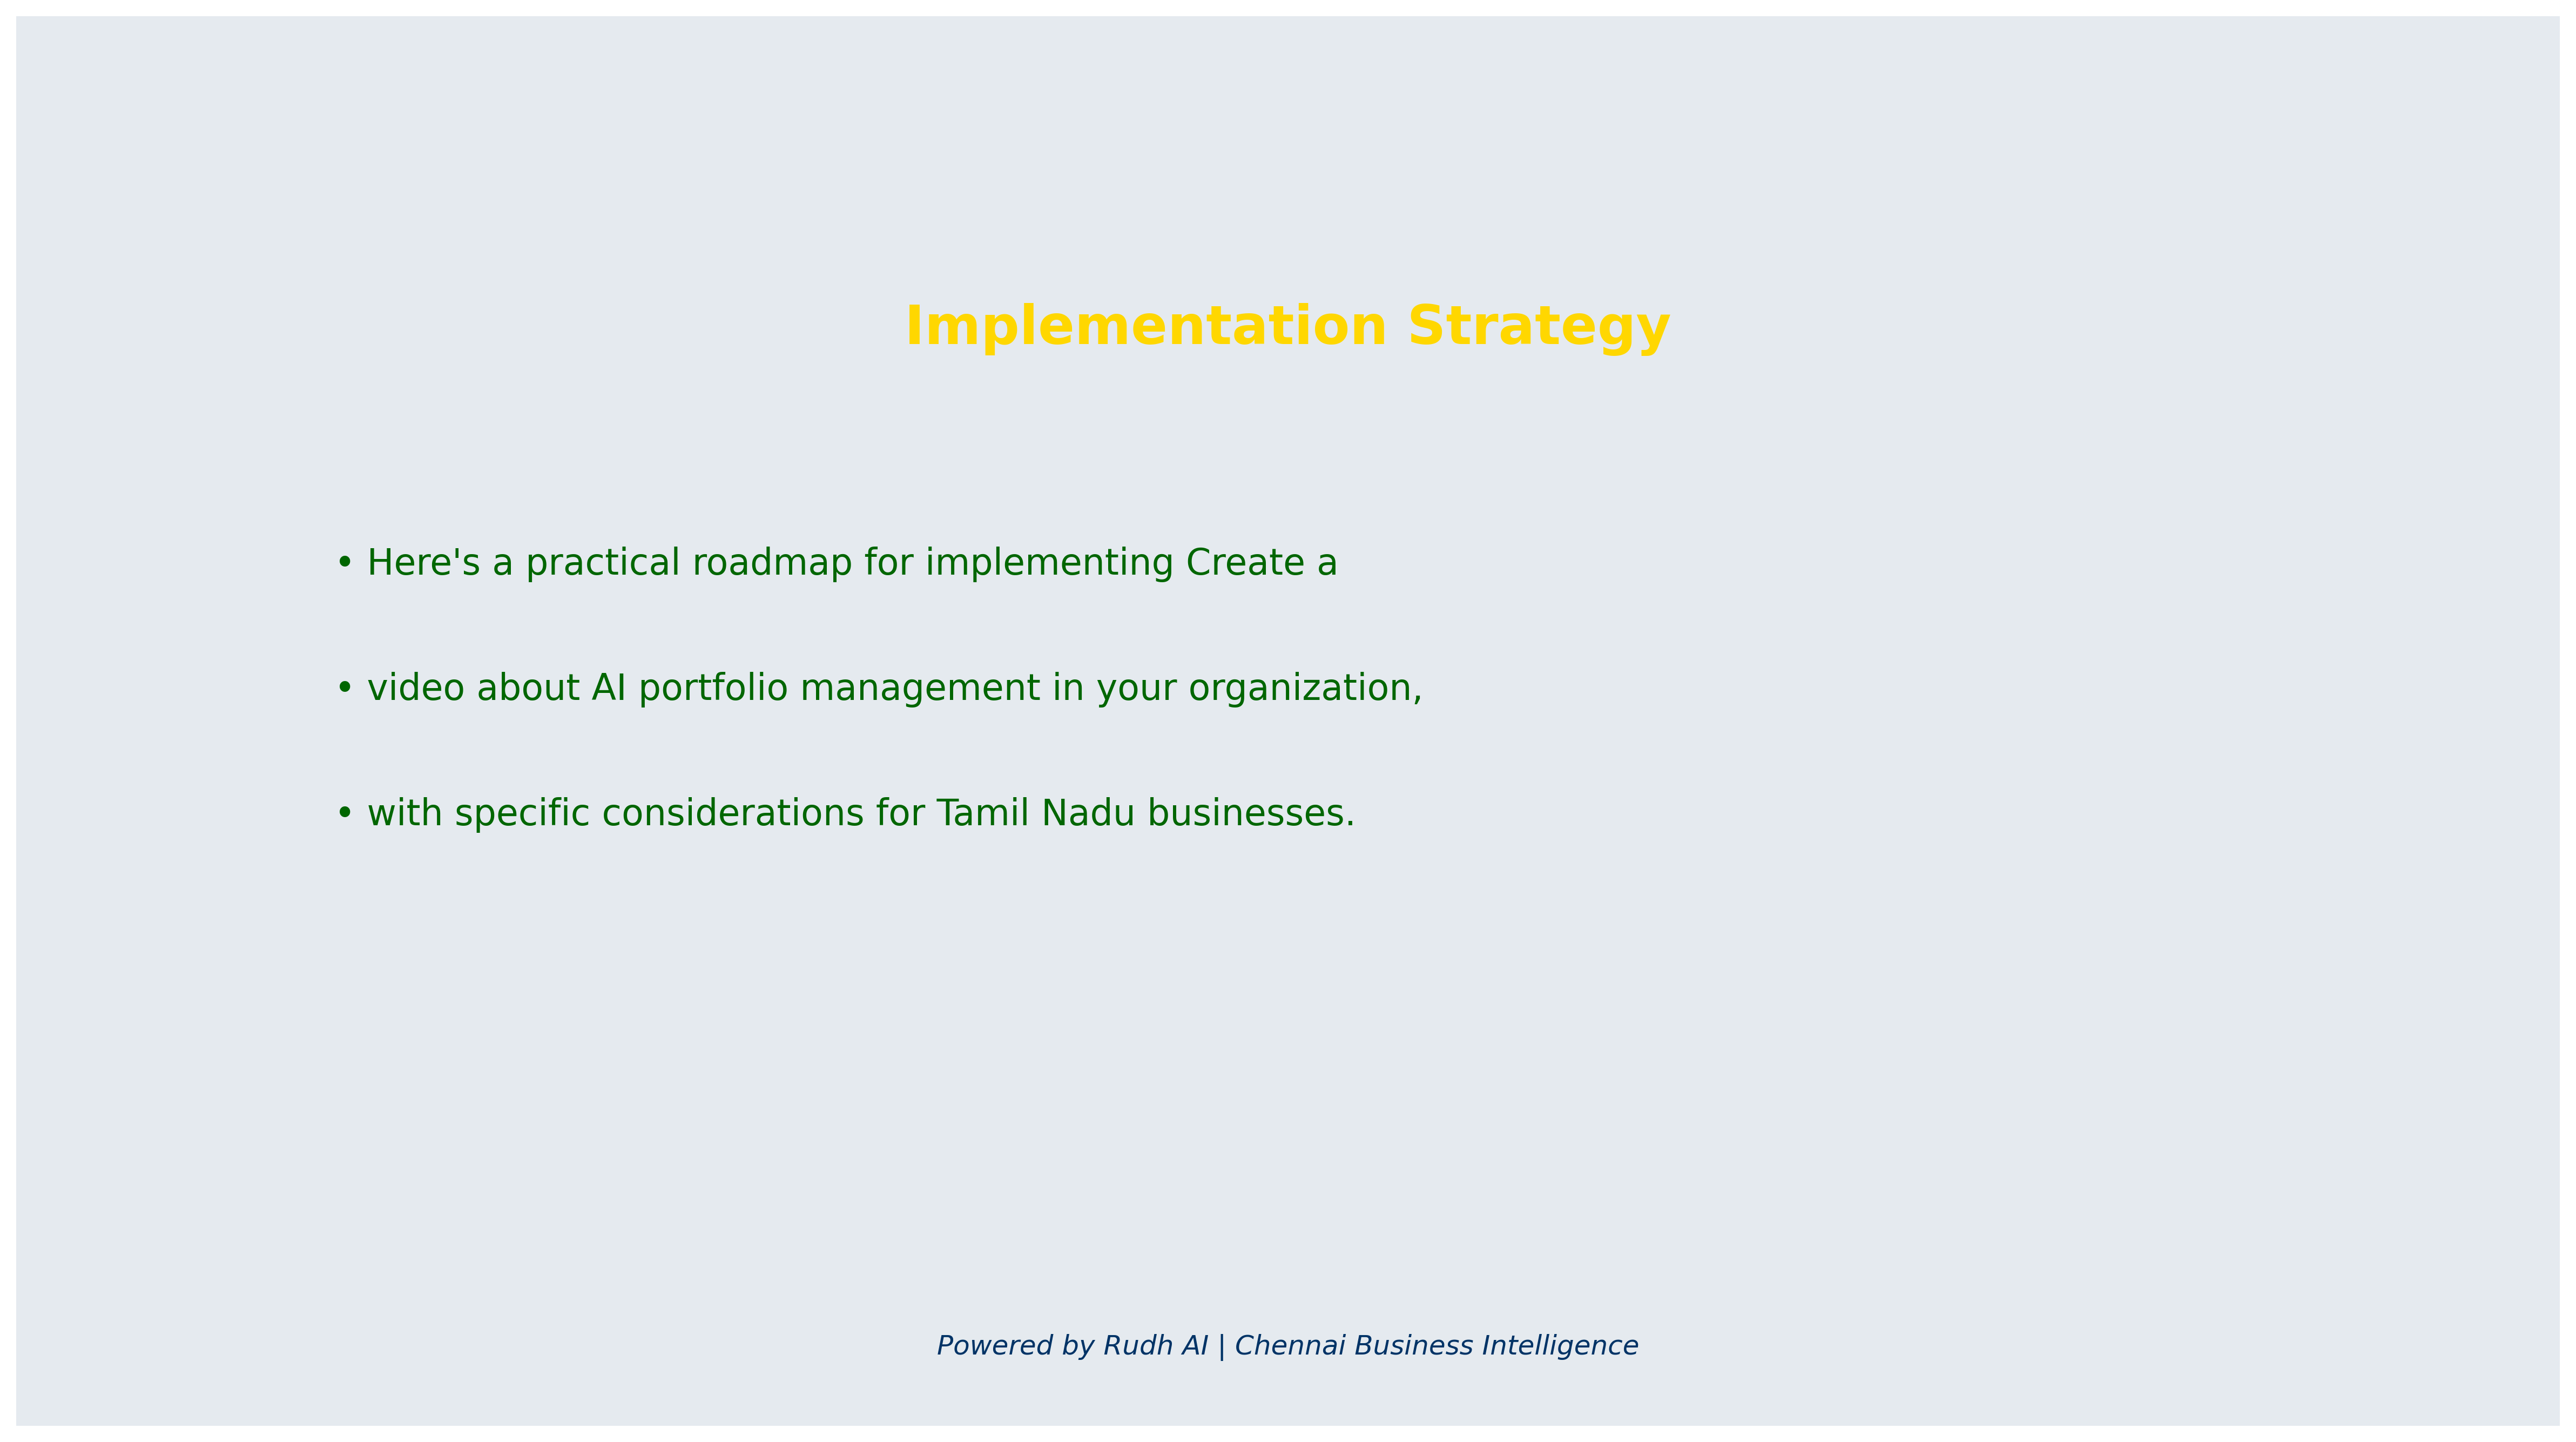 Implementation Strategy
• Here's a practical roadmap for implementing Create a
• video about AI portfolio management in your organization,
• with specific considerations for Tamil Nadu businesses.
Powered by Rudh AI | Chennai Business Intelligence